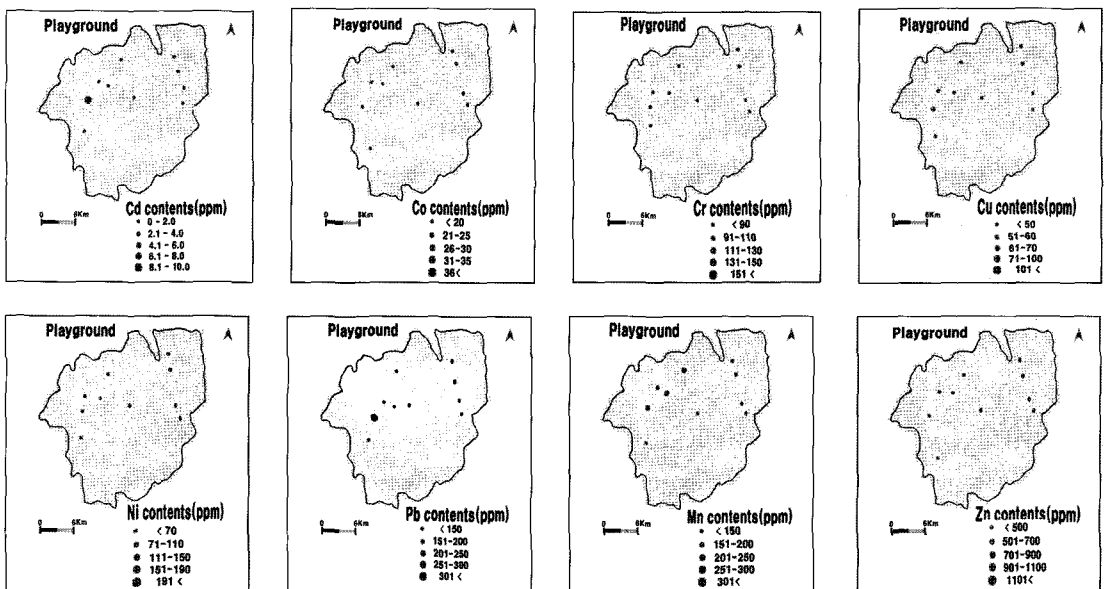 Playground
0 6Km
Cd contents(ppm)
0 - 2.0
2.1 - 4.0
4.1 - 6.0
6.1 - 8.0
8.1 - 10.0
Playground
0 6Km
Co contents(ppm)
< 20
21-25
26-30
31-35
36<
Playground
0 6Km
Cr contents(ppm)
< 90
91-110
111-130
131-150
151 <
Playground
0 6Km
Cu contents(ppm)
< 50
51-60
61-70
71-100
101 <
Playground
0 6Km
Ni contents(ppm)
< 70
71-110
111-150
151-190
191 <
Playground
0 6Km
Pb contents(ppm)
< 150
151-200
201-250
251-300
301 <
Playground
0 6Km
Mn contents(ppm)
< 150
151-200
201-250
251-300
301<
Playground
0 6Km
Zn contents(ppm)
< 500
501-700
701-900
901-1100
1101<